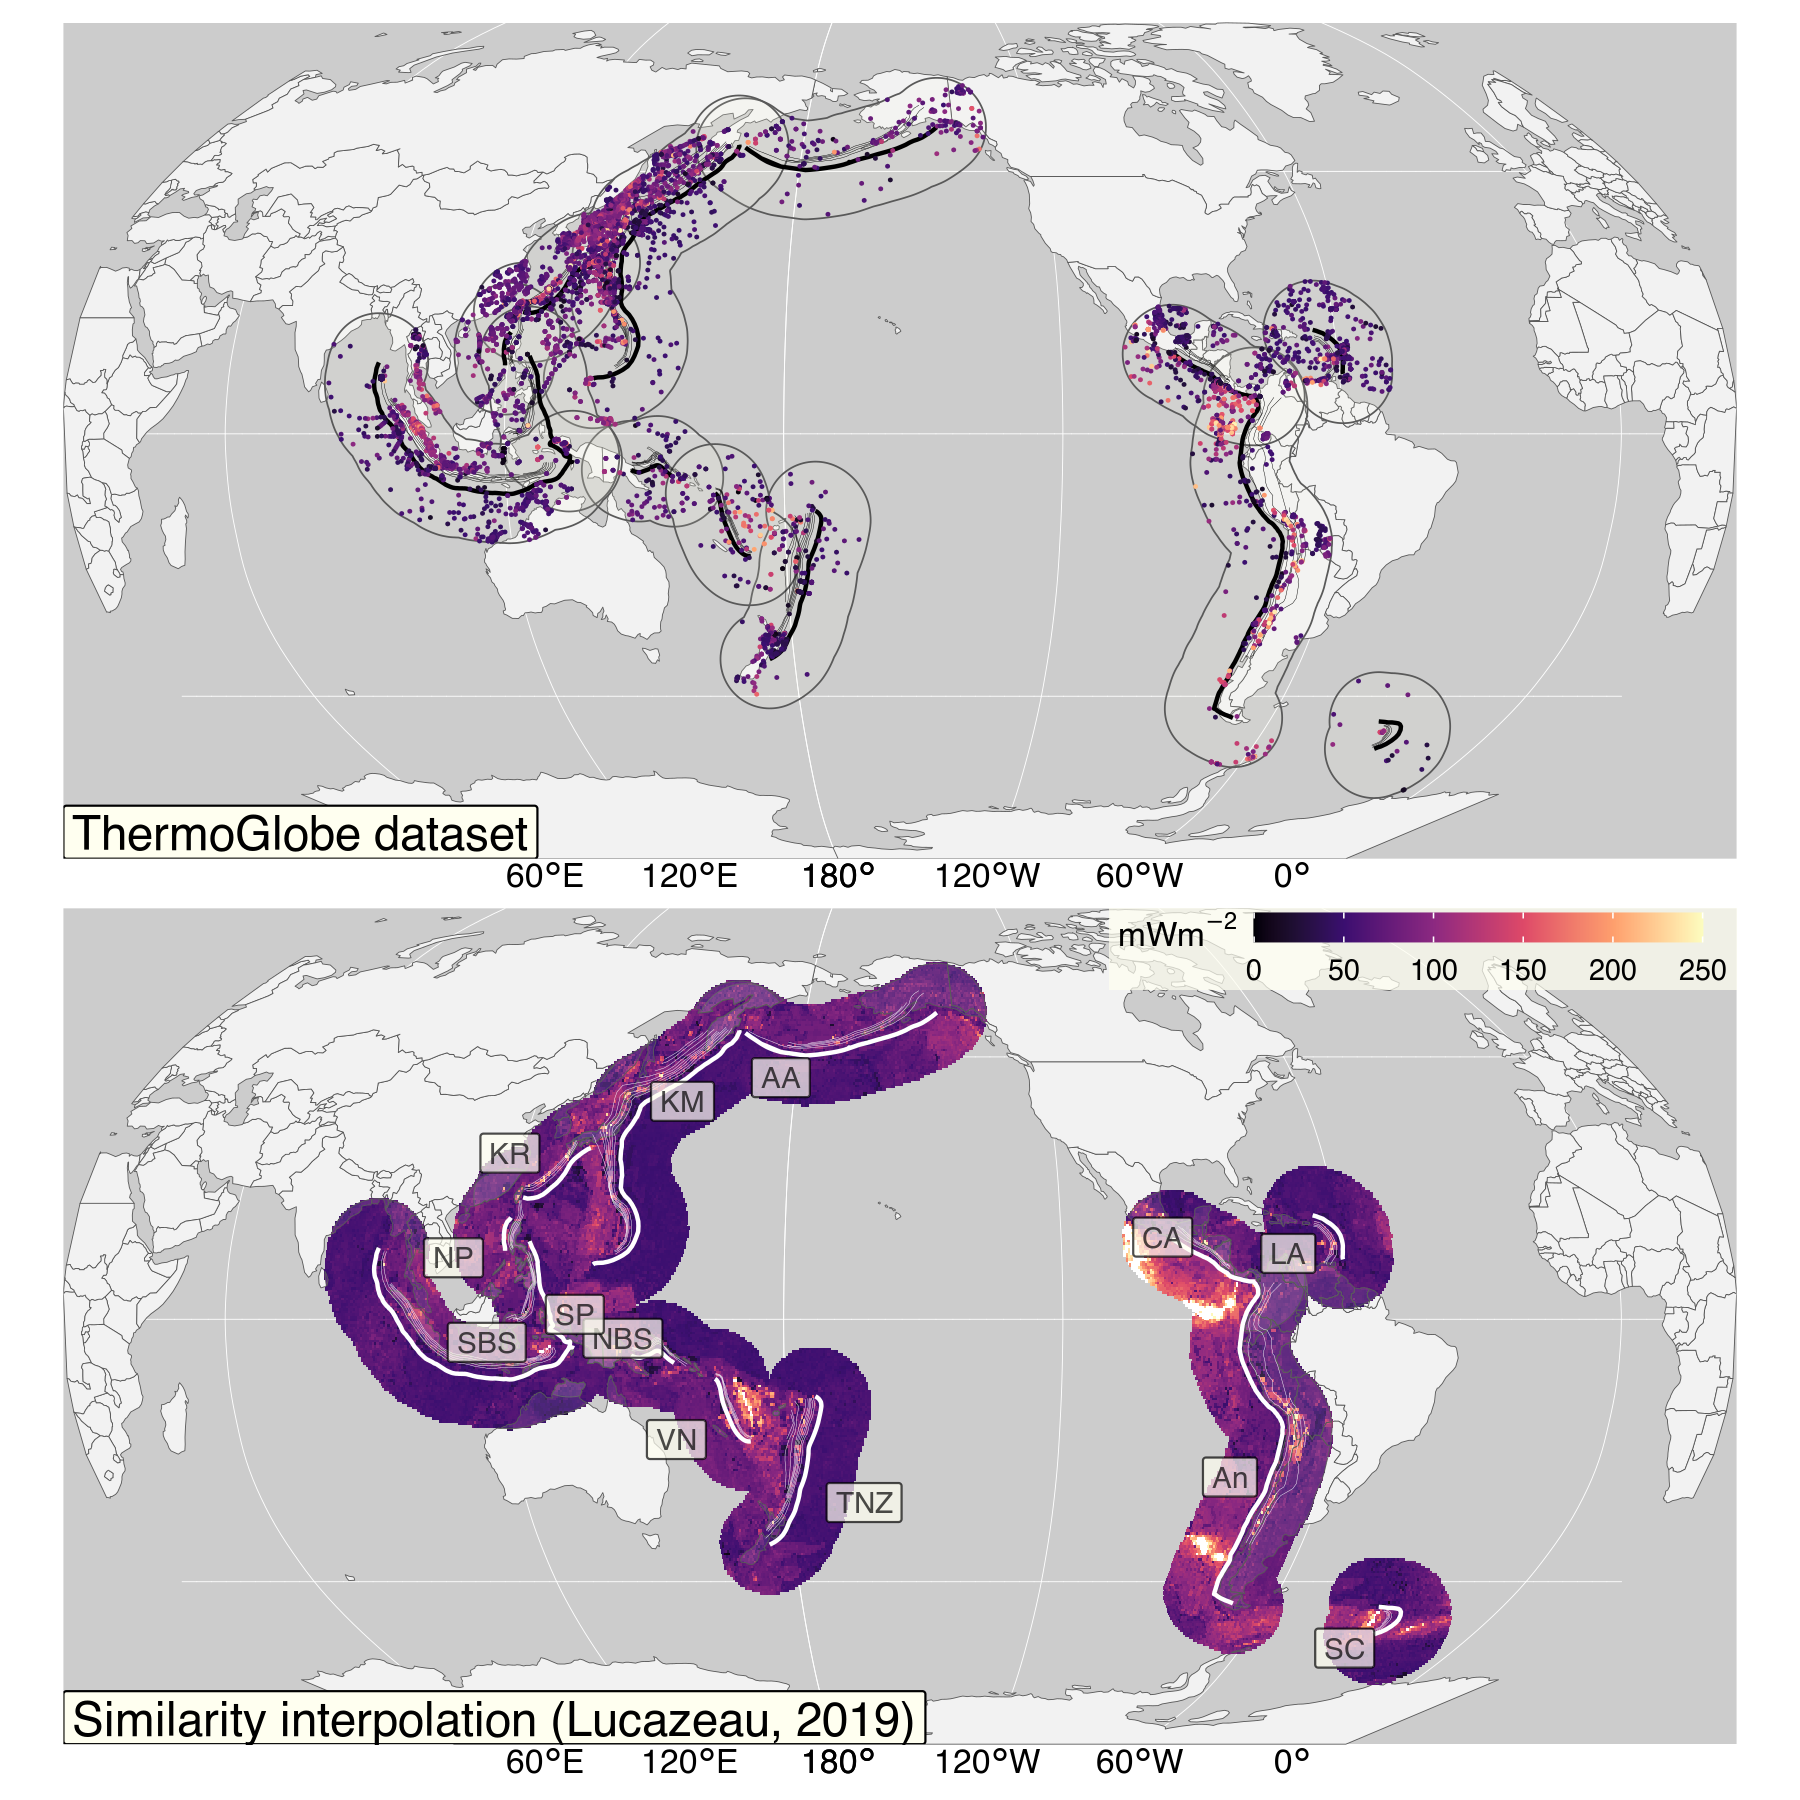 ThermoGlobe dataset
60°E 120°E 180° 120°W 60°W 0°
mWm⁻²
0 50 100 150 200 250
AA
KM
KR
CA
LA
NP
SP
NBS
SBS
VN
An
TNZ
SC
Similarity interpolation (Lucazeau, 2019)
60°E 120°E 180° 120°W 60°W 0°